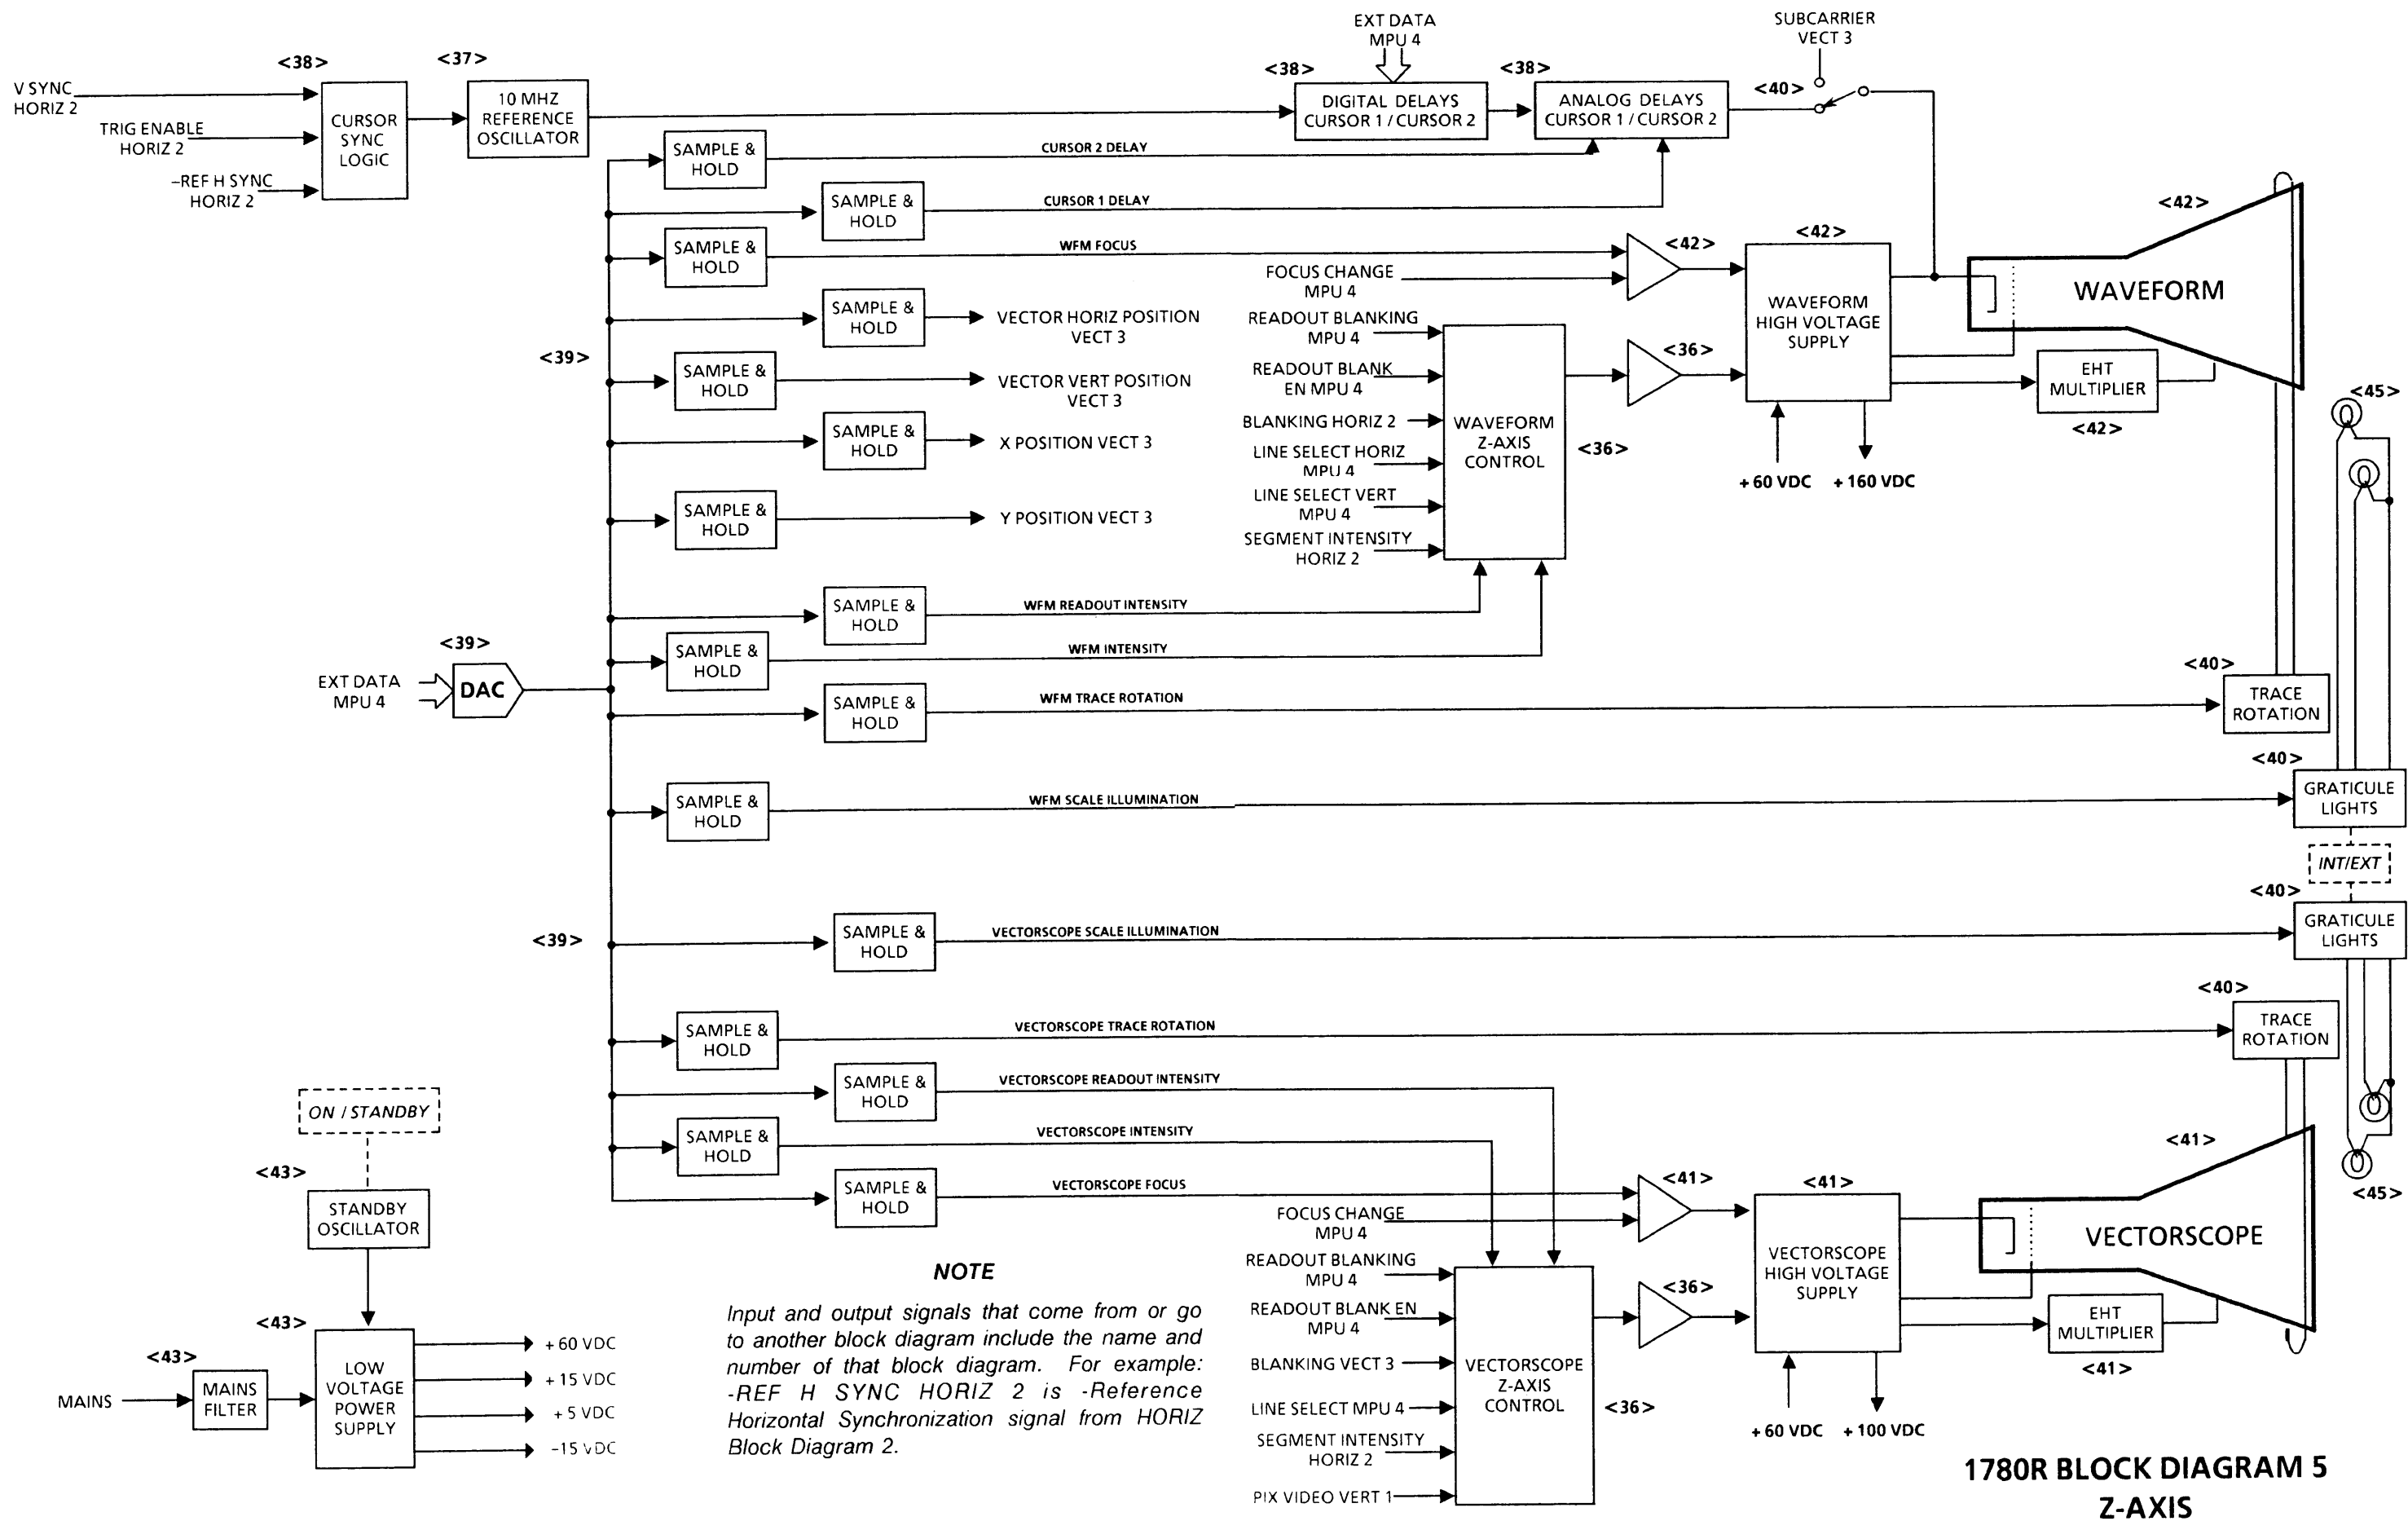 EXT DATA
MPU 4
SUBCARRIER
VECT 3
<38>
<37>
<38>
<38>
<40>
V SYNC
HORIZ 2
TRIG ENABLE
HORIZ 2
–REF H SYNC
HORIZ 2
CURSOR
SYNC
LOGIC
10 MHZ
REFERENCE
OSCILLATOR
DIGITAL DELAYS
CURSOR 1 / CURSOR 2
ANALOG DELAYS
CURSOR 1 / CURSOR 2
SAMPLE &
HOLD
CURSOR 2 DELAY
SAMPLE &
HOLD
CURSOR 1 DELAY
SAMPLE &
HOLD
WFM FOCUS
FOCUS CHANGE
MPU 4
<42>
<42>
<42>
WAVEFORM
HIGH VOLTAGE
SUPPLY
WAVEFORM
SAMPLE &
HOLD
VECTOR HORIZ POSITION
VECT 3
<39>
SAMPLE &
HOLD
VECTOR VERT POSITION
VECT 3
SAMPLE &
HOLD
X POSITION VECT 3
SAMPLE &
HOLD
Y POSITION VECT 3
READOUT BLANKING
MPU 4
READOUT BLANK
EN MPU 4
BLANKING HORIZ 2
LINE SELECT HORIZ
MPU 4
LINE SELECT VERT
MPU 4
SEGMENT INTENSITY
HORIZ 2
WAVEFORM
Z-AXIS
CONTROL
<36>
<36>
EHT
MULTIPLIER
<42>
+ 60 VDC
+ 160 VDC
<45>
SAMPLE &
HOLD
WFM READOUT INTENSITY
SAMPLE &
HOLD
WFM INTENSITY
<39>
EXT DATA
MPU 4
DAC
SAMPLE &
HOLD
WFM TRACE ROTATION
<40>
TRACE
ROTATION
SAMPLE &
HOLD
WFM SCALE ILLUMINATION
<40>
GRATICULE
LIGHTS
INT/EXT
<40>
GRATICULE
LIGHTS
<39>
SAMPLE &
HOLD
VECTORSCOPE SCALE ILLUMINATION
SAMPLE &
HOLD
VECTORSCOPE TRACE ROTATION
<40>
TRACE
ROTATION
SAMPLE &
HOLD
VECTORSCOPE READOUT INTENSITY
SAMPLE &
HOLD
VECTORSCOPE INTENSITY
SAMPLE &
HOLD
VECTORSCOPE FOCUS
FOCUS CHANGE
MPU 4
<41>
<41>
<41>
<45>
VECTORSCOPE
HIGH VOLTAGE
SUPPLY
VECTORSCOPE
READOUT BLANKING
MPU 4
READOUT BLANK EN
MPU 4
BLANKING VECT 3
LINE SELECT MPU 4
SEGMENT INTENSITY
HORIZ 2
PIX VIDEO VERT 1
VECTORSCOPE
Z-AXIS
CONTROL
<36>
<36>
EHT
MULTIPLIER
<41>
+ 60 VDC
+ 100 VDC
ON / STANDBY
<43>
STANDBY
OSCILLATOR
<43>
<43>
MAINS
MAINS
FILTER
LOW
VOLTAGE
POWER
SUPPLY
+ 60 VDC
+ 15 VDC
+ 5 VDC
–15 VDC
NOTE
Input and output signals that come from or go
to another block diagram include the name and
number of that block diagram. For example:
-REF H SYNC HORIZ 2 is -Reference
Horizontal Synchronization signal from HORIZ
Block Diagram 2.
1780R BLOCK DIAGRAM 5
Z-AXIS